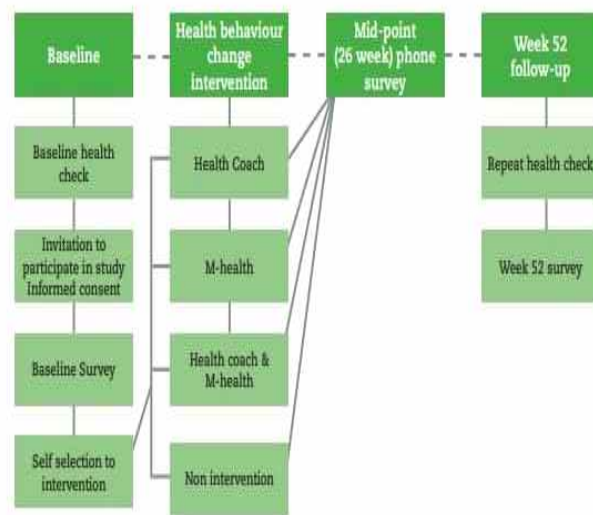 Baseline
Health behaviour
change
intervention
Mid-point
(26 week) phone
survey
Week 52
follow-up
Baseline health
check
Invitation to
participate in study
Informed consent
Baseline Survey
Self selection to
intervention
Health Coach
M-health
Health coach &
M-health
Non intervention
Repeat health check
Week 52 survey